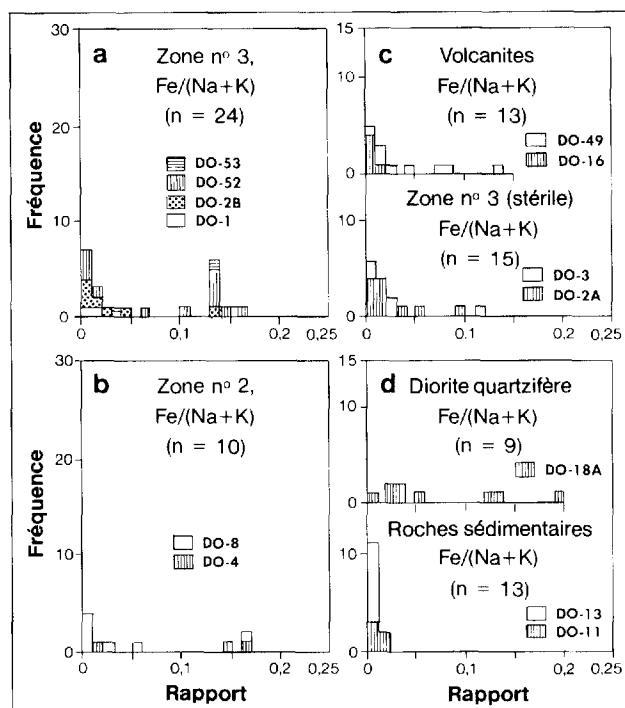 a
Zone nº 3,
Fe/(Na+K)
(n = 24)
DO-53
DO-52
DO-2B
DO-1
Fréquence
30
20
10
0
0
0,1
0,2
0,25
c
Volcanites
Fe/(Na+K)
(n = 13)
DO-49
DO-16
15
10
5
0
Zone nº 3 (stérile)
Fe/(Na+K)
(n = 15)
DO-3
DO-2A
10
5
0
0
0,1
0,2
0,25
b
Zone nº 2,
Fe/(Na+K)
(n = 10)
DO-8
DO-4
Fréquence
30
20
10
0
0
0,1
0,2
0,25
Rapport
d
Diorite quartzifère
Fe/(Na+K)
(n = 9)
DO-18A
15
10
5
0
Roches sédimentaires
Fe/(Na+K)
(n = 13)
DO-13
DO-11
10
5
0
0
0,1
0,2
0,25
Rapport